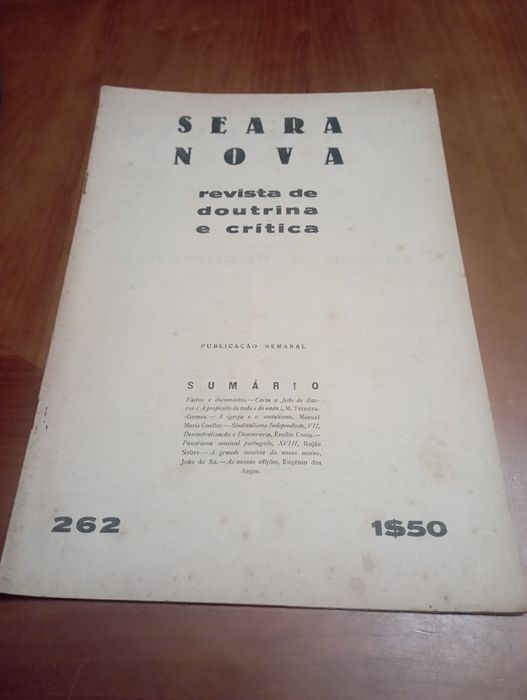 SEARA
NOVA
revista de
doutrina
e crítica
PUBLICAÇÃO SEMANAL
SUMÁRIO
Factos e documentos.—Carta a João de Bar-
ros (A propósito de tudo e de nada), M. Teixeira-
-Gomes.—A igreja e o socialismo, Manuel
Maria Coelho.—Sindicalismo Independente, VII,
Descentralização e Democracia, Emílio Costa.—
Panorama musical português, XVIII, Rujão
Nobre.—A grande miséria do nosso ensino,
João de Sá.—As nossas edições, Eugénio dos
Anjos.
262
1$50